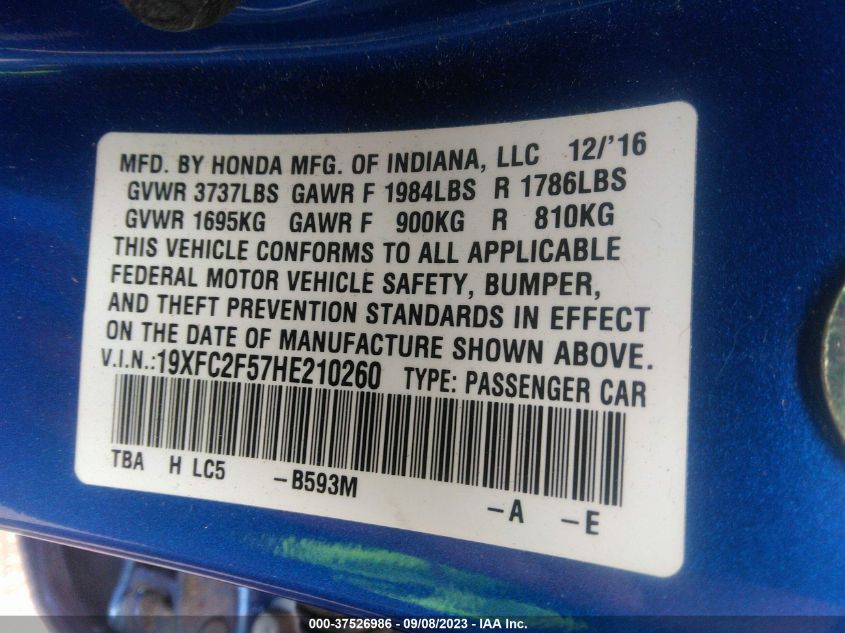 MFD. BY HONDA MFG. OF INDIANA, LLC 12/'16
GVWR 3737LBS GAWR F 1984LBS R 1786LBS
GVWR 1695KG GAWR F 900KG R 810KG
THIS VEHICLE CONFORMS TO ALL APPLICABLE
FEDERAL MOTOR VEHICLE SAFETY, BUMPER,
AND THEFT PREVENTION STANDARDS IN EFFECT
ON THE DATE OF MANUFACTURE SHOWN ABOVE.
V.I.N.:19XFC2F57HE210260 TYPE: PASSENGER CAR
TBA H LC5 -B593M -A -E
000-37526986 - 09/08/2023 - IAA Inc.